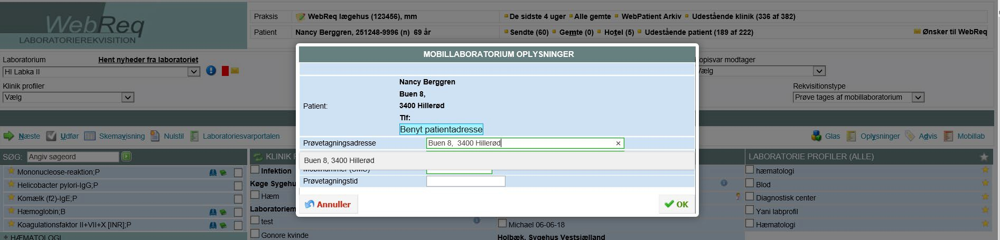 WebReq
LABORATORIEREKVISITION
Praksis WebReq lægehus (123456), mm De sidste 4 uger Alle gemte WebPatient Arkiv Udestående klinik (336 af 382)
Patient Nancy Berggren, 251248-9996 (n) 69 år Sendte (60) Gemte (0) Hotel (5) Udestående patient (189 af 222) Ønsker til WebReq
Laboratorium Hent nyheder fra laboratoriet
HI Labka II
Klinik profiler
Vælg
opisvar modtager
Vælg
Rekvisitionstype
Prøve tages af mobillaboratorium
MOBILLABORATORIUM OPLYSNINGER
Patient:
Nancy Berggren
Buen 8,
3400 Hillerød
Tlf:
Benyt patientadresse
Prøvetagningsadresse Buen 8, 3400 Hillerød
Buen 8, 3400 Hillerød
Mobilnummer (SMS)
Prøvetagningstid
Annuller OK
Næste Udfør Skemavisning Nulstil Laboratoriesvarportalen
Glas Oplysninger Advis Mobillab
SØG: Angiv søgeord
Mononucleose-reaktion;P
Helicobacter pylori-IgG;P
Komælk (f2)-IgE;P
Hæmoglobin;B
Koagulationsfaktor II+VII+X [INR];P
HÆMATOLOGI
KLINIK
Infektion
Køge Sygehu
Hæm
Laboratoriem
test
Gonore kvinde
Michael 06-06-18
Holbæk, Sygehus Vestsjælland
LABORATORIE PROFILER (ALLE)
hæmatologi
Blod
Diagnostisk center
Yani labprofil
Hæmatologi